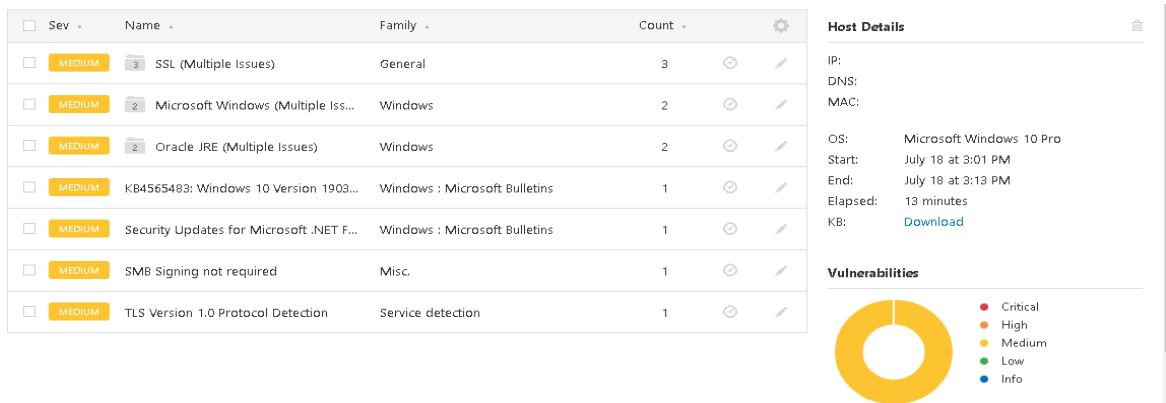 Sev Name Family Count
MEDIUM 3 SSL (Multiple Issues) General 3
MEDIUM 2 Microsoft Windows (Multiple Iss... Windows 2
MEDIUM 2 Oracle JRE (Multiple Issues) Windows 2
MEDIUM KB4565483: Windows 10 Version 1903... Windows : Microsoft Bulletins 1
MEDIUM Security Updates for Microsoft .NET F... Windows : Microsoft Bulletins 1
MEDIUM SMB Signing not required Misc. 1
MEDIUM TLS Version 1.0 Protocol Detection Service detection 1
Host Details
IP:
DNS:
MAC:
OS: Microsoft Windows 10 Pro
Start: July 18 at 3:01 PM
End: July 18 at 3:13 PM
Elapsed: 13 minutes
KB: Download
Vulnerabilities
Critical
High
Medium
Low
Info